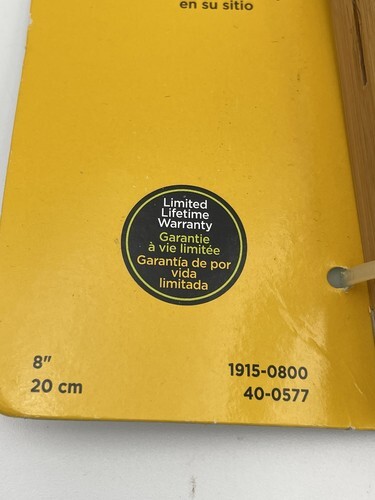 en su sitio
Limited
Lifetime
Warranty
Garantie
à vie limitée
Garantía de por
vida
limitada
8"
20 cm
1915-0800
40-0577